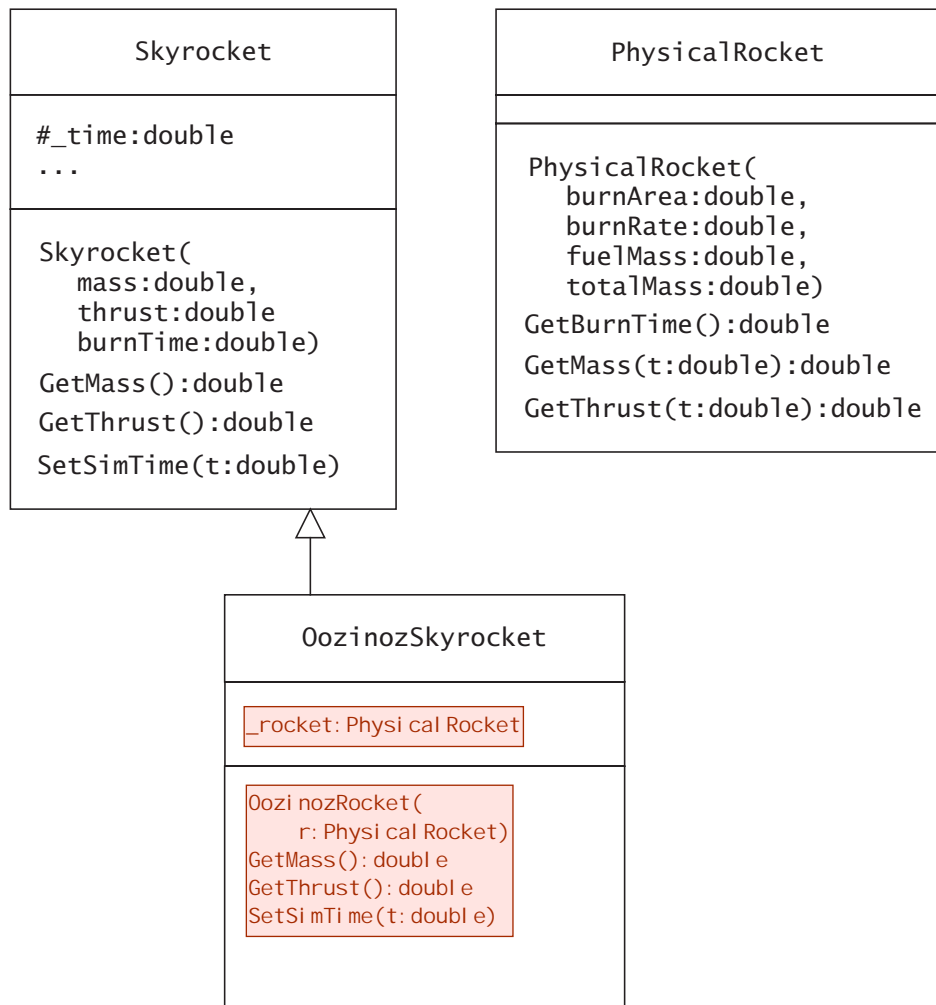 Skyrocket
#_time:double
...
Skyrocket(
mass:double,
thrust:double
burnTime:double)
GetMass():double
GetThrust():double
SetSimTime(t:double)
PhysicalRocket
PhysicalRocket(
burnArea:double,
burnRate:double,
fuelMass:double,
totalMass:double)
GetBurnTime():double
GetMass(t:double):double
GetThrust(t:double):double
OozinozSkyrocket
_rocket:PhysicalRocket
OozinozRocket(
r:PhysicalRocket)
GetMass():double
GetThrust():double
SetSimTime(t:double)